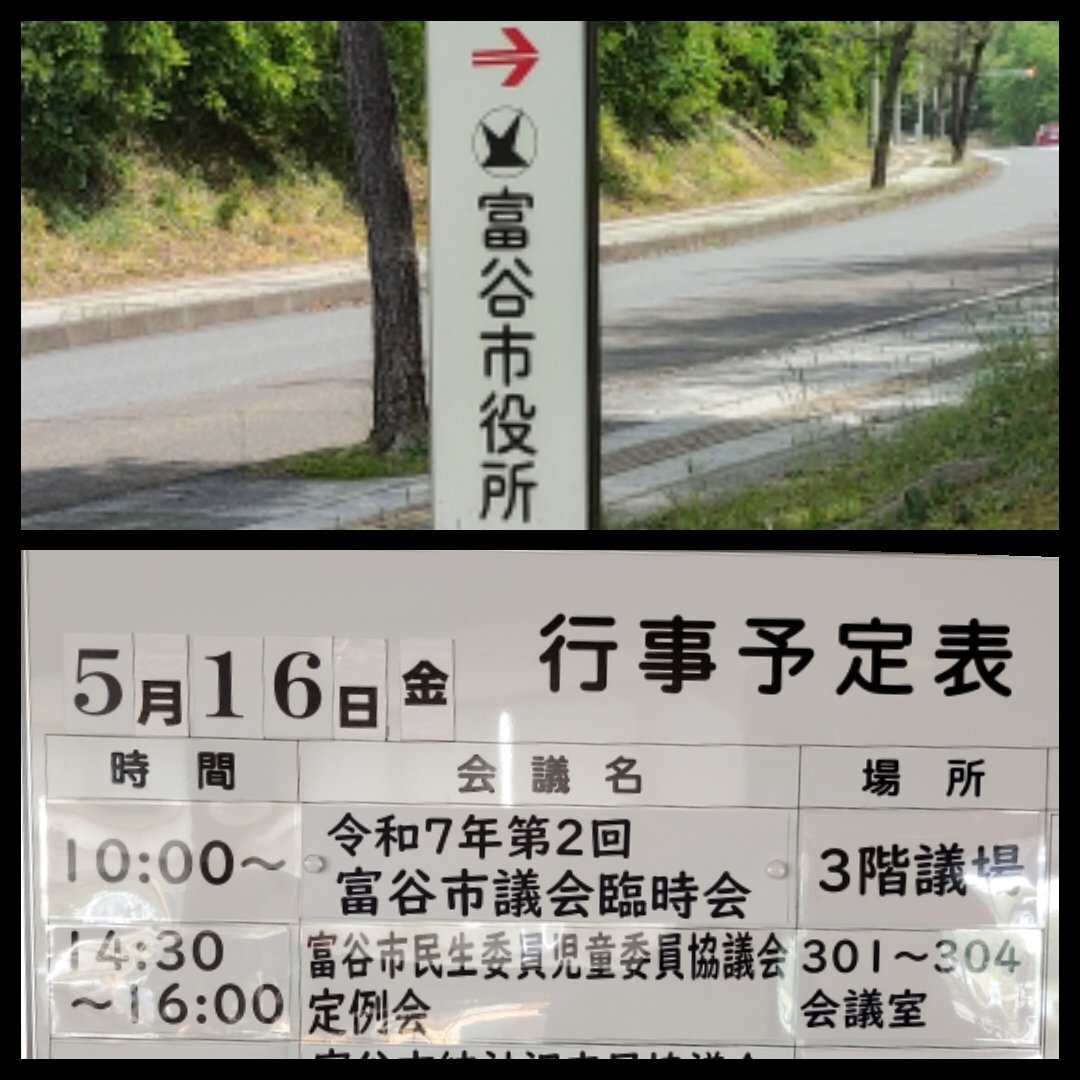 富谷市役所
行事予定表
5月16日 金
時間 会議名 場所
10:00～ 令和7年第2回 3階議場
富谷市議会臨時会
14:30 富谷市民生委員児童委員協議会 301～304
～16:00 定例会 会議室